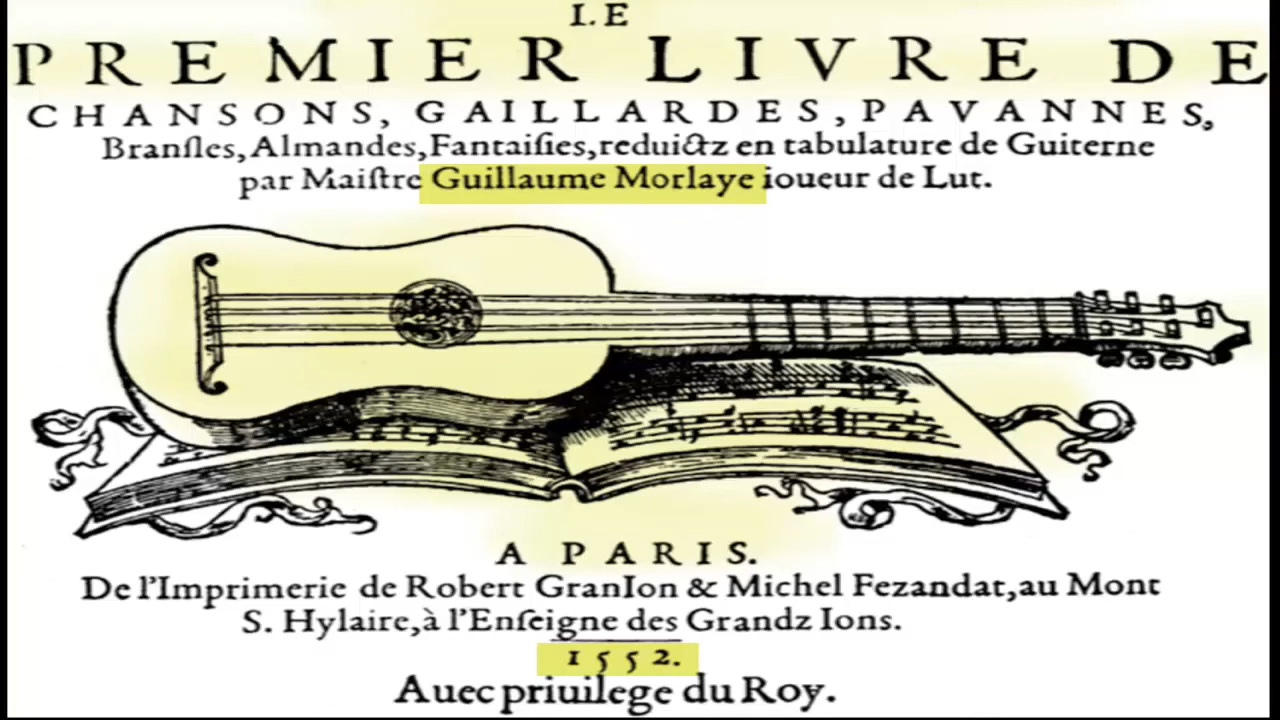 LE
PREMIER LIVRE DE
CHANSONS, GAILLARDES, PAVANNES,
Branſles, Almandes, Fantaiſies, reduictz en tabulature de Guiterne
par Maiſtre Guillaume Morlaye ioueur de Lut.
A PARIS.
De l'Imprimerie de Robert GranIon & Michel Fezandat, au Mont
S. Hylaire, à l'Enſeigne des Grandz Ions.
1552.
Auec priuilege du Roy.